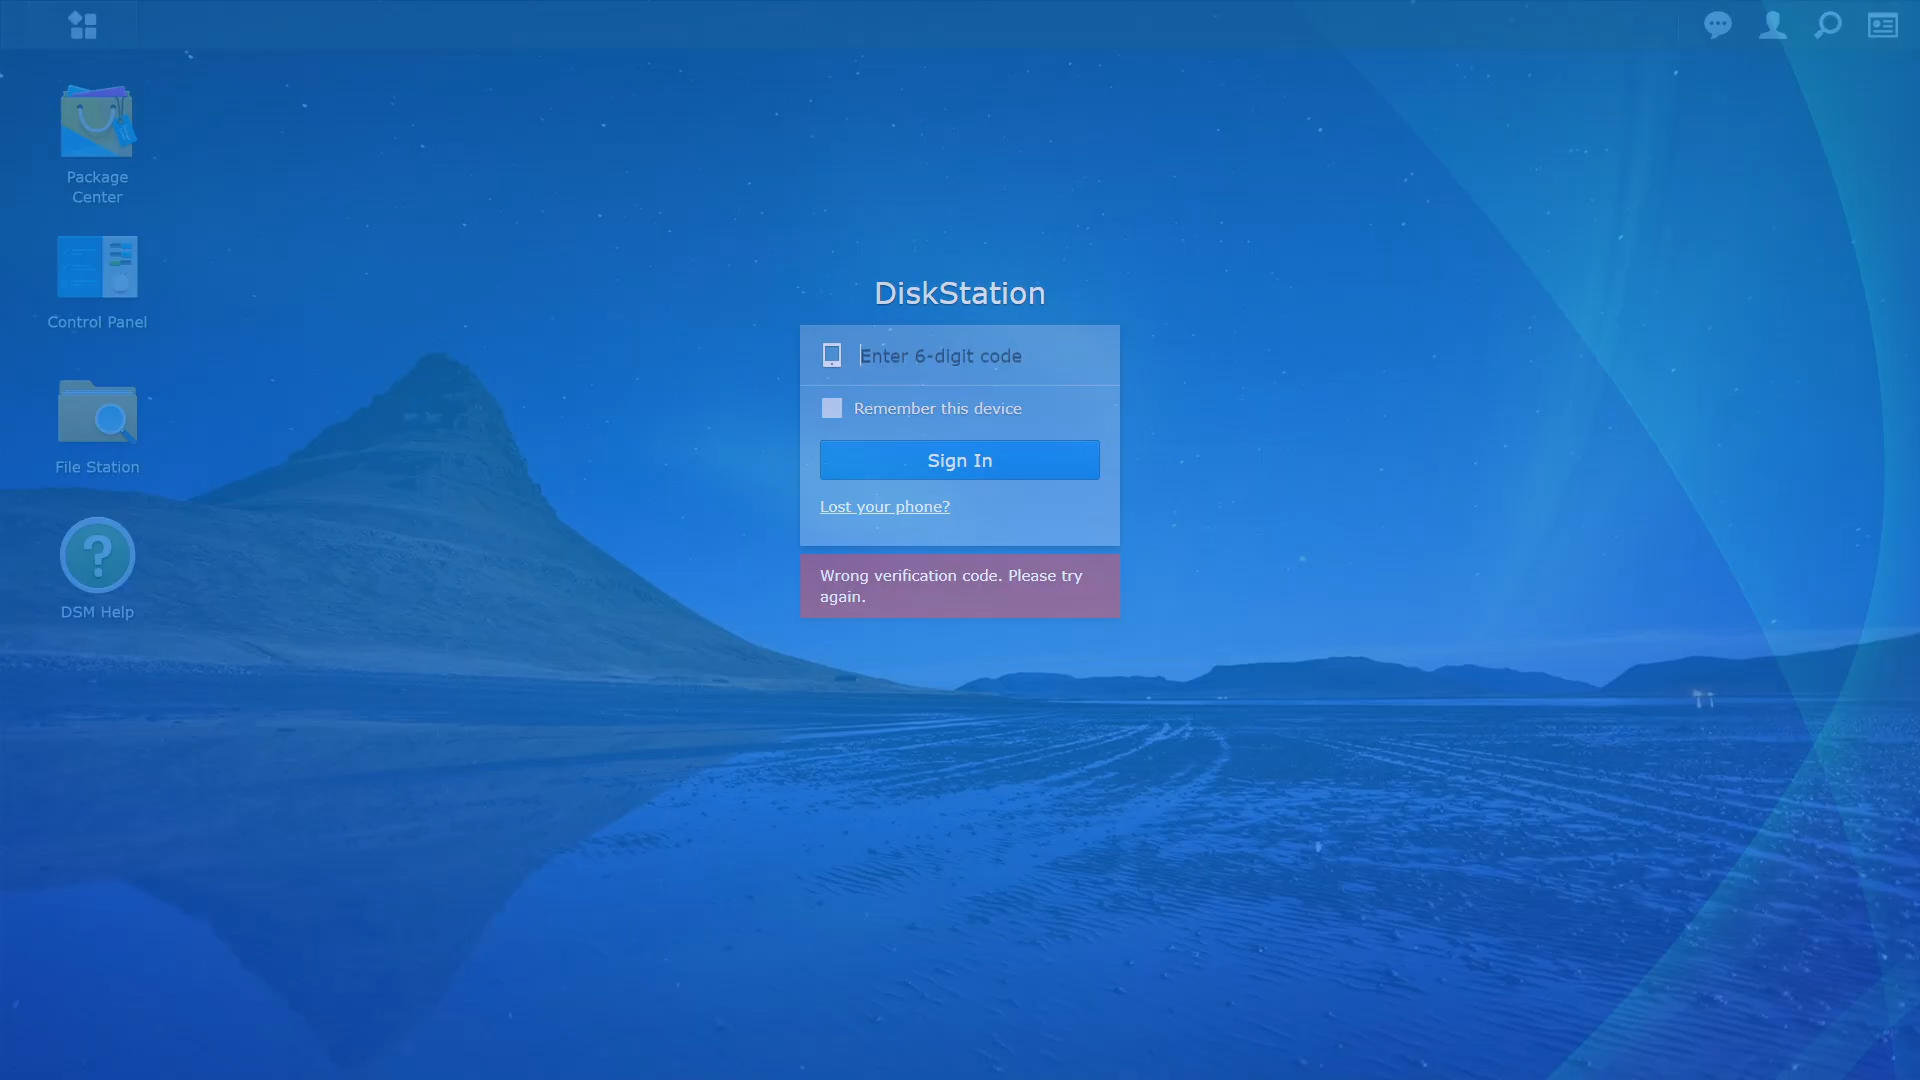 Package
Center
Control Panel
File Station
DSM Help
DiskStation
Enter 6-digit code
Remember this device
Sign In
Lost your phone?
Wrong verification code. Please try
again.